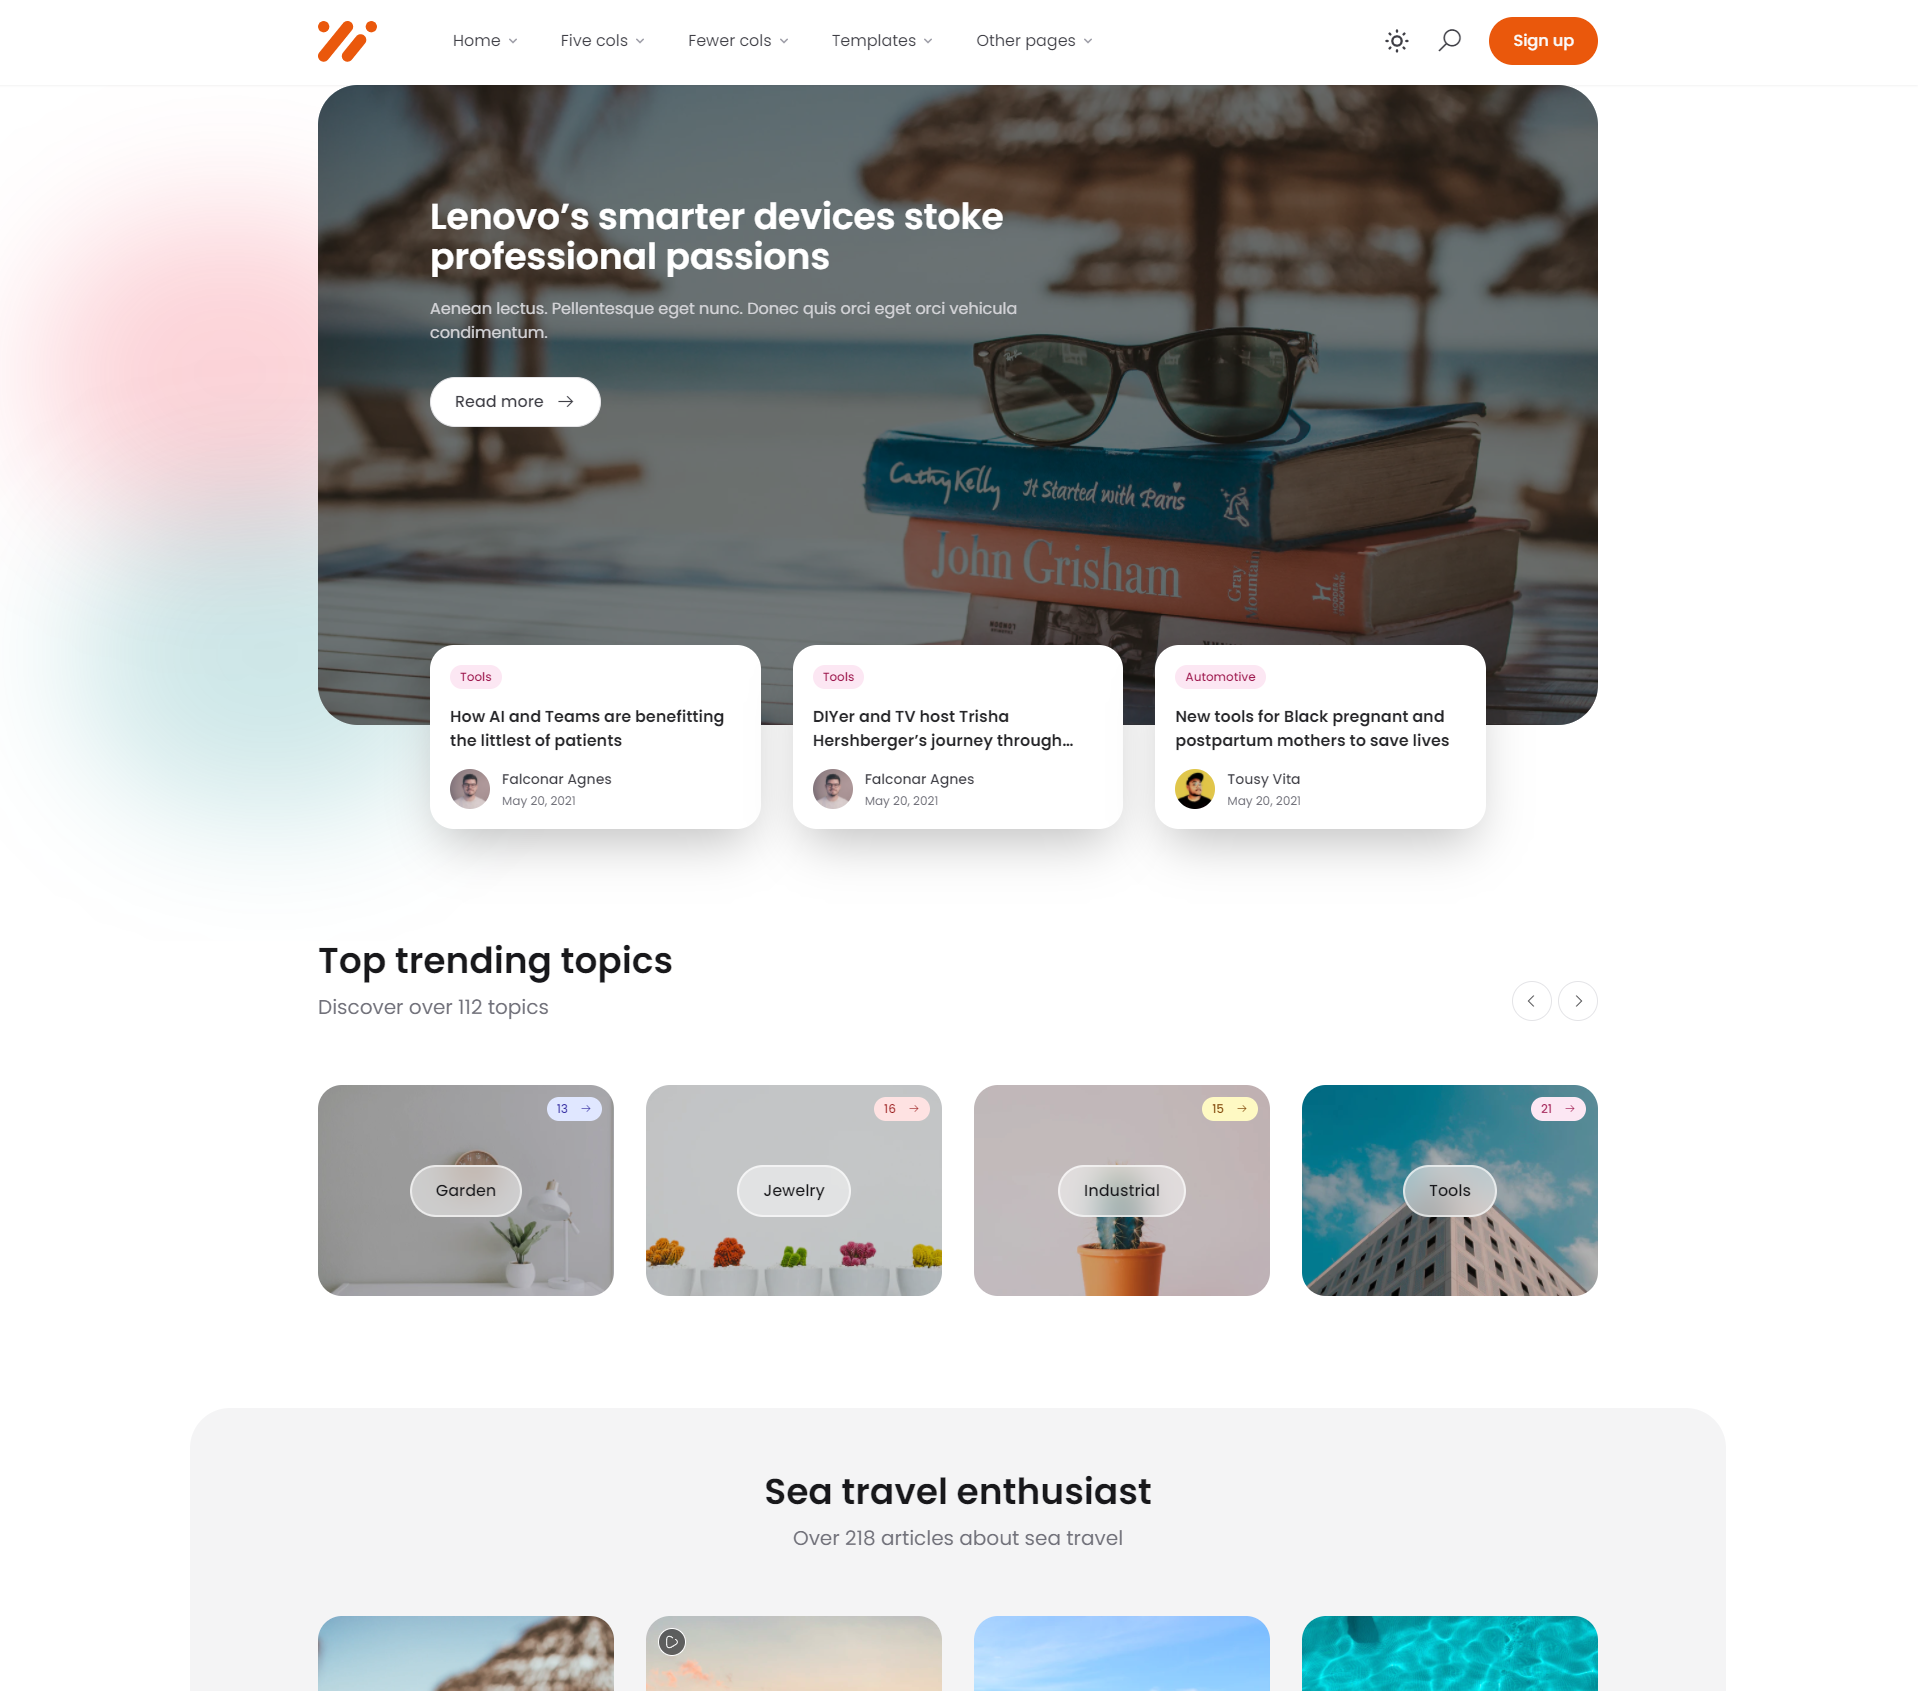 Home
Five cols
Fewer cols
Templates
Other pages
Sign up
Lenovo’s smarter devices stoke
professional passions
Aenean lectus. Pellentesque eget nunc. Donec quis orci eget orci vehicula
condimentum.
Read more
Cathy Kelly It Started with Paris
John Grisham
Gray
Mountain
LONDON
Tools
How AI and Teams are benefitting
the littlest of patients
Falconar Agnes
May 20, 2021
Tools
DIYer and TV host Trisha
Hershberger’s journey through...
Falconar Agnes
May 20, 2021
Automotive
New tools for Black pregnant and
postpartum mothers to save lives
Tousy Vita
May 20, 2021
Top trending topics
Discover over 112 topics
13
Garden
16
Jewelry
15
Industrial
21
Tools
Sea travel enthusiast
Over 218 articles about sea travel